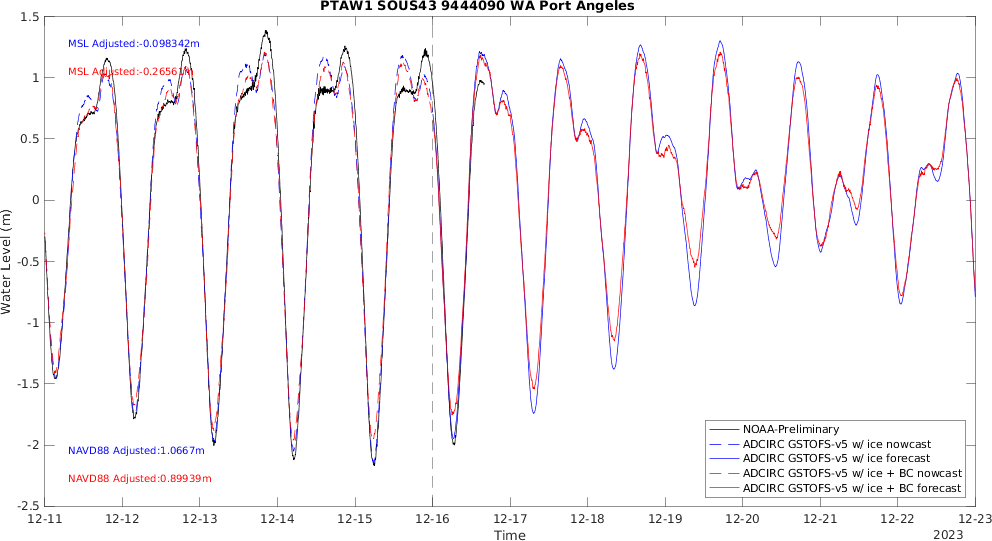 PTAW1 SOUS43 9444090 WA Port Angeles
1.5
1
0.5
0
-0.5
-1
-1.5
-2
-2.5
Water Level (m)
MSL Adjusted:-0.098342m
MSL Adjusted:-0.26561m
NAVD88 Adjusted:1.0667m
NAVD88 Adjusted:0.89939m
NOAA-Preliminary
ADCIRC GSTOFS-v5 w/ ice nowcast
ADCIRC GSTOFS-v5 w/ ice forecast
ADCIRC GSTOFS-v5 w/ ice + BC nowcast
ADCIRC GSTOFS-v5 w/ ice + BC forecast
12-11 12-12 12-13 12-14 12-15 12-16 12-17 12-18 12-19 12-20 12-21 12-22 12-23
Time
2023